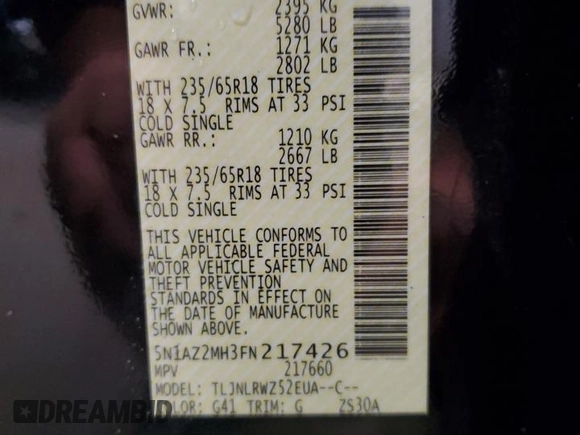 GVWR: 2395 KG
5280 LB
GAWR FR.: 1271 KG
2802 LB
WITH 235/65R18 TIRES
18 X 7.5 RIMS AT 33 PSI
COLD SINGLE
GAWR RR.: 1210 KG
2667 LB
WITH 235/65R18 TIRES
18 X 7.5 RIMS AT 33 PSI
COLD SINGLE
THIS VEHICLE CONFORMS TO
ALL APPLICABLE FEDERAL
MOTOR VEHICLE SAFETY AND
THEFT PREVENTION
STANDARDS IN EFFECT ON
THE DATE OF MANUFACTURE
SHOWN ABOVE.
5N1AZ2MH3FN217426
MPV 217660
MODEL: TLJNLRWZ52EUA--C--
COLOR: G41 TRIM: G ZS30A
DREAMBID